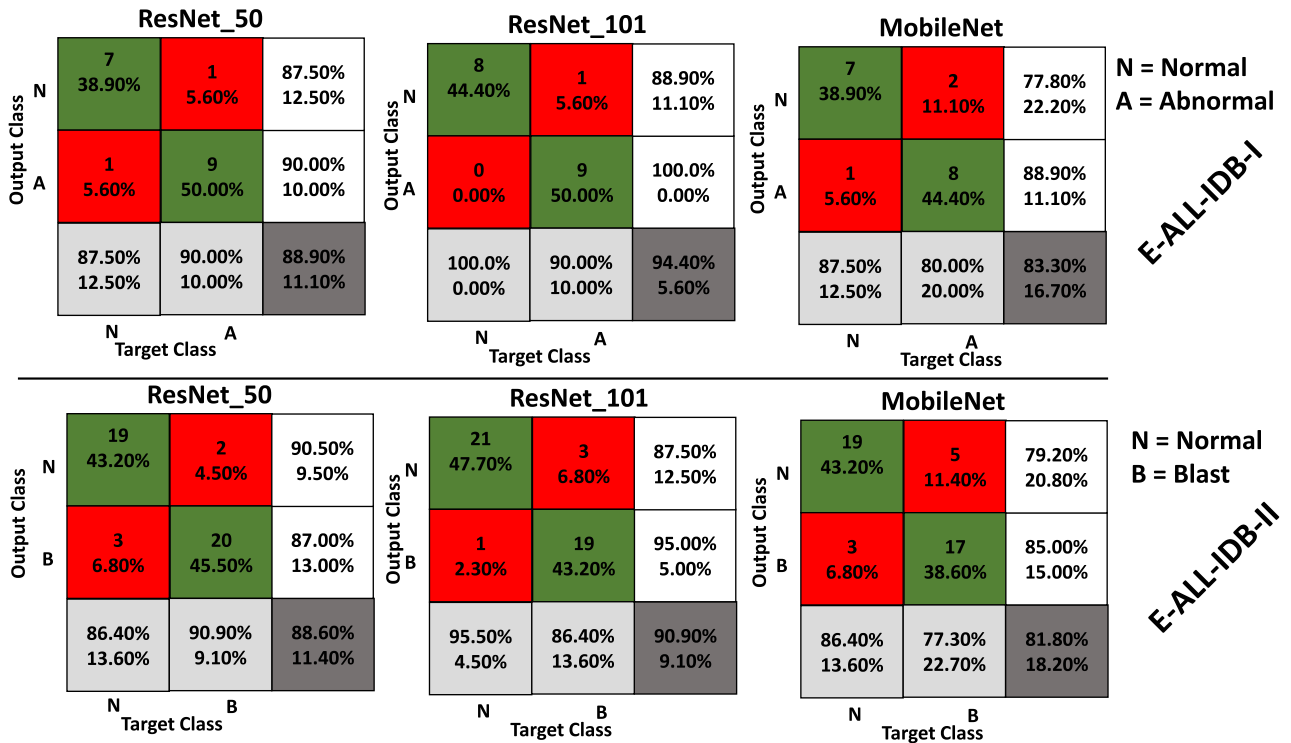 ResNet_50
7
38.90%
1
5.60%
87.50%
12.50%
1
5.60%
9
50.00%
90.00%
10.00%
87.50%
12.50%
90.00%
10.00%
88.90%
11.10%
Output Class
N
A
N
A
Target Class
ResNet_101
8
44.40%
1
5.60%
88.90%
11.10%
0
0.00%
9
50.00%
100.0%
0.00%
100.0%
0.00%
90.00%
10.00%
94.40%
5.60%
Output Class
N
A
N
A
Target Class
MobileNet
7
38.90%
2
11.10%
77.80%
22.20%
1
5.60%
8
44.40%
88.90%
11.10%
87.50%
12.50%
80.00%
20.00%
83.30%
16.70%
Output Class
N
A
N
A
Target Class
N = Normal
A = Abnormal
E-ALL-IDB-I
ResNet_50
19
43.20%
2
4.50%
90.50%
9.50%
3
6.80%
20
45.50%
87.00%
13.00%
86.40%
13.60%
90.90%
9.10%
88.60%
11.40%
Output Class
N
B
N
B
Target Class
ResNet_101
21
47.70%
3
6.80%
87.50%
12.50%
1
2.30%
19
43.20%
95.00%
5.00%
95.50%
4.50%
86.40%
13.60%
90.90%
9.10%
Output Class
N
B
N
B
Target Class
MobileNet
19
43.20%
5
11.40%
79.20%
20.80%
3
6.80%
17
38.60%
85.00%
15.00%
86.40%
13.60%
77.30%
22.70%
81.80%
18.20%
Output Class
N
B
N
B
Target Class
N = Normal
B = Blast
E-ALL-IDB-II